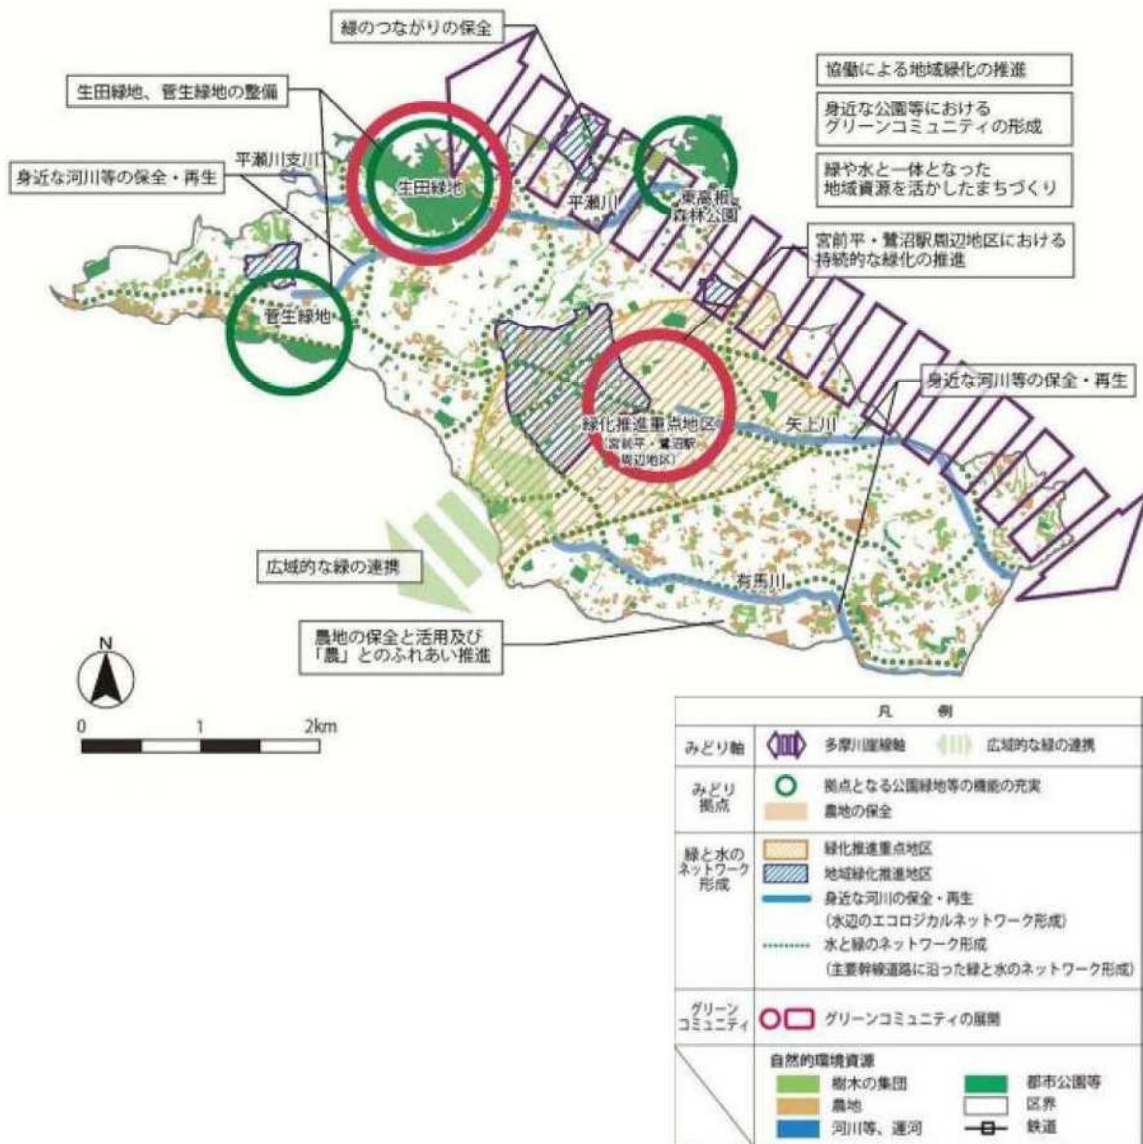 緑のつながりの保全
生田緑地、菅生緑地の整備
身近な河川等の保全・再生
協働による地域緑化の推進
身近な公園等における
グリーンコミュニティの形成
緑や水と一体となった
地域資源を活かしたまちづくり
宮前平・鷺沼駅周辺地区における
持続的な緑化の推進
平瀬川支川
生田緑地
平瀬川
東高根
森林公園
菅生緑地
身近な河川等の保全・再生
緑化推進重点地区
(宮前平・鷺沼駅
周辺地区)
矢上川
広域的な緑の連携
有馬川
農地の保全と活用及び
「農」とのふれあい推進
N
0 1 2km
凡 例
みどり軸
多摩川崖線軸
広域的な緑の連携
みどり
拠点
拠点となる公園緑地等の機能の充実
農地の保全
緑と水の
ネットワーク
形成
緑化推進重点地区
地域緑化推進地区
身近な河川の保全・再生
(水辺のエコロジカルネットワーク形成)
水と緑のネットワーク形成
(主要幹線道路に沿った緑と水のネットワーク形成)
グリーン
コミュニティ
グリーンコミュニティの展開
自然的環境資源
樹木の集団
農地
河川等、運河
都市公園等
区界
鉄道